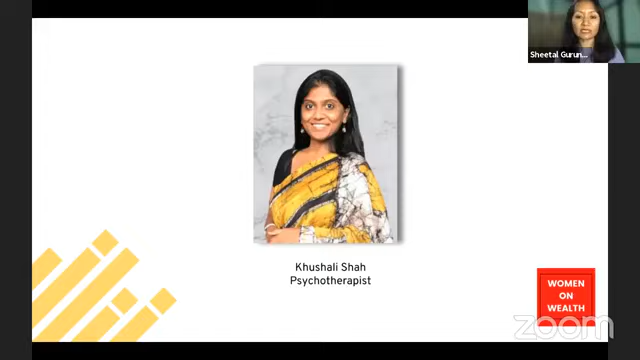 Sheetal Gurun...
Khushali Shah
Psychotherapist
WOMEN
ON
WEALTH
zoom